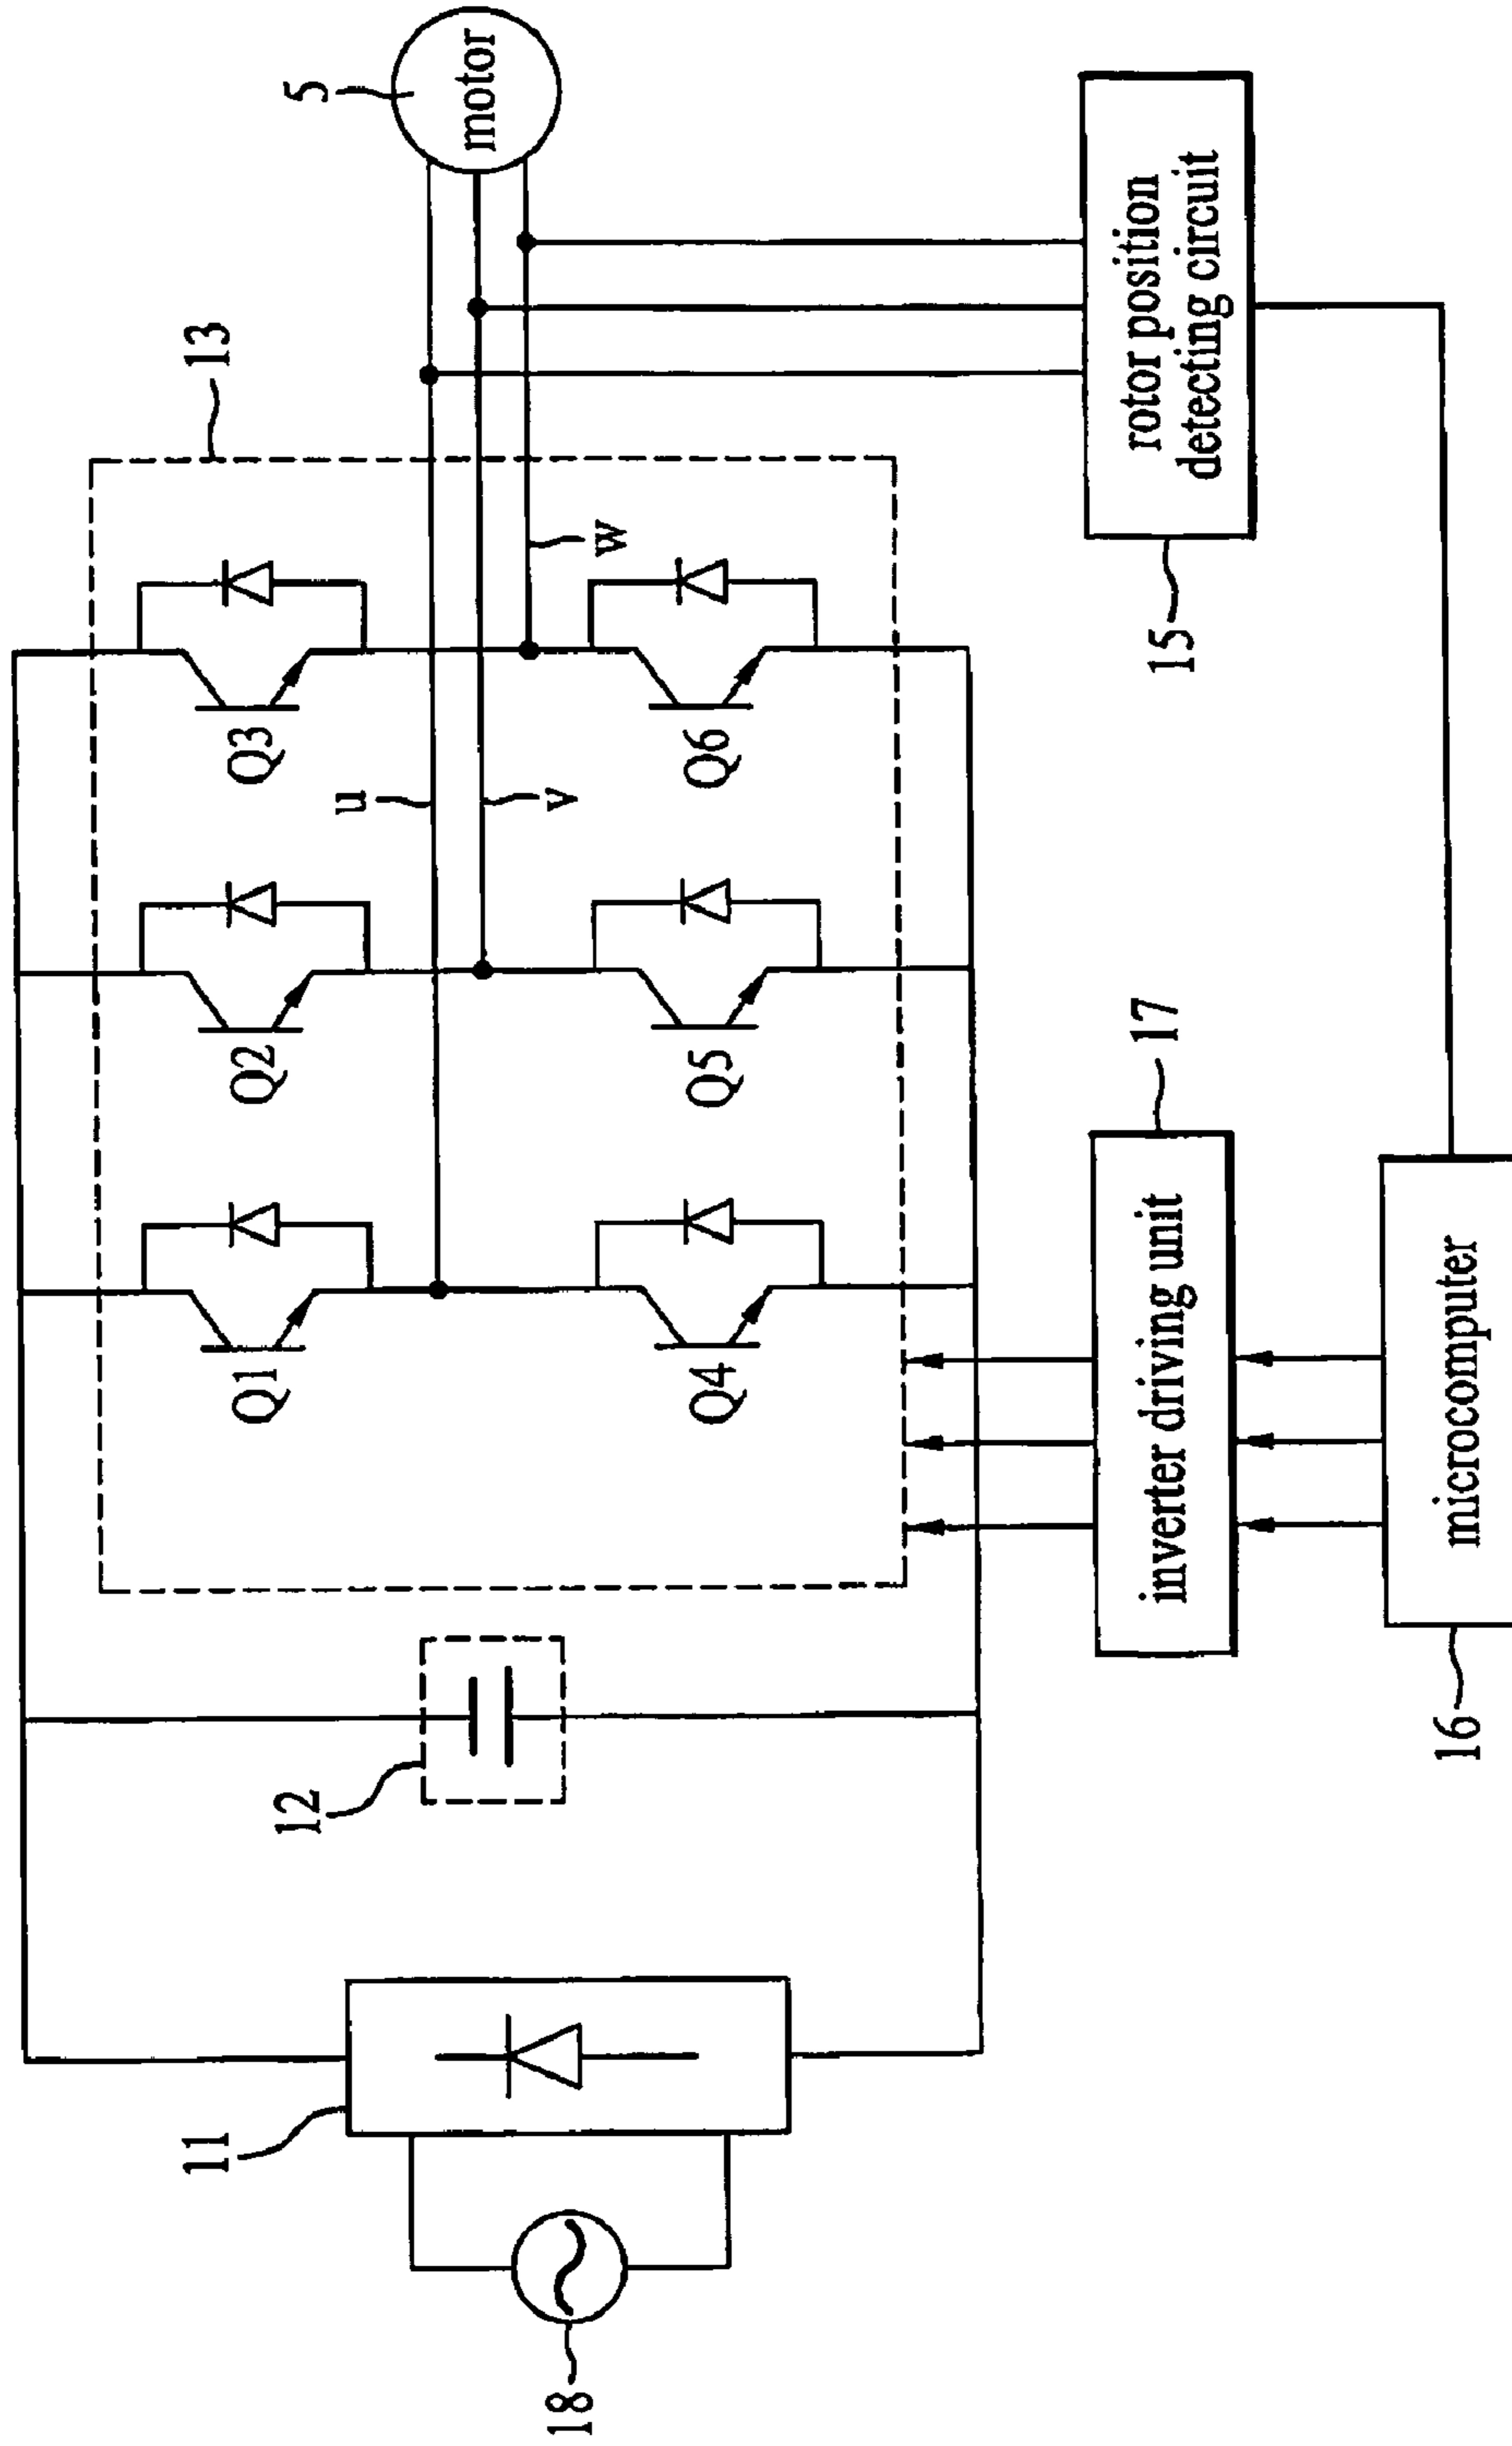 13
5
motor
Q1
Q2
Q3
u
v
w
Q4
Q5
Q6
11
12
18
17
inverter driving unit
15
rotor position
detecting circuit
16
microcomputer